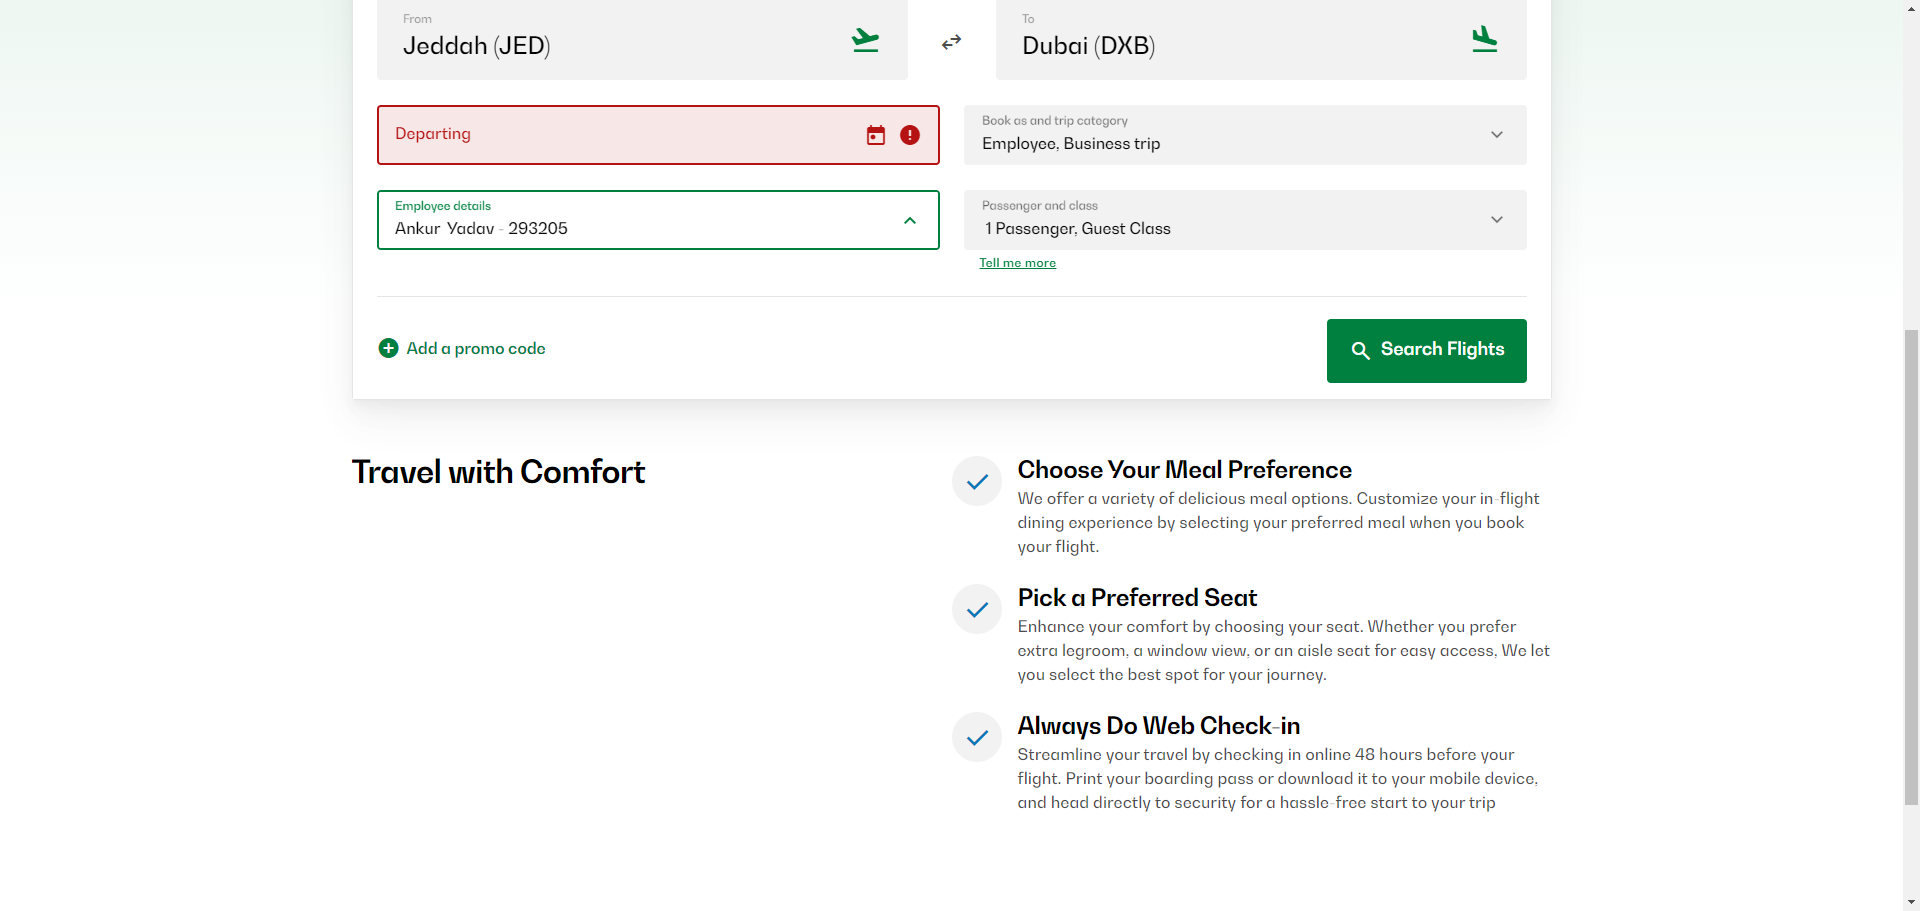 From
Jeddah (JED)
To
Dubai (DXB)
Departing
Book as and trip category
Employee, Business trip
Employee details
Ankur Yadav - 293205
Passenger and class
1 Passenger, Guest Class
Tell me more
Add a promo code
Search Flights
Travel with Comfort
Choose Your Meal Preference
We offer a variety of delicious meal options. Customize your in-flight
dining experience by selecting your preferred meal when you book
your flight.
Pick a Preferred Seat
Enhance your comfort by choosing your seat. Whether you prefer
extra legroom, a window view, or an aisle seat for easy access, We let
you select the best spot for your journey.
Always Do Web Check-in
Streamline your travel by checking in online 48 hours before your
flight. Print your boarding pass or download it to your mobile device,
and head directly to security for a hassle-free start to your trip